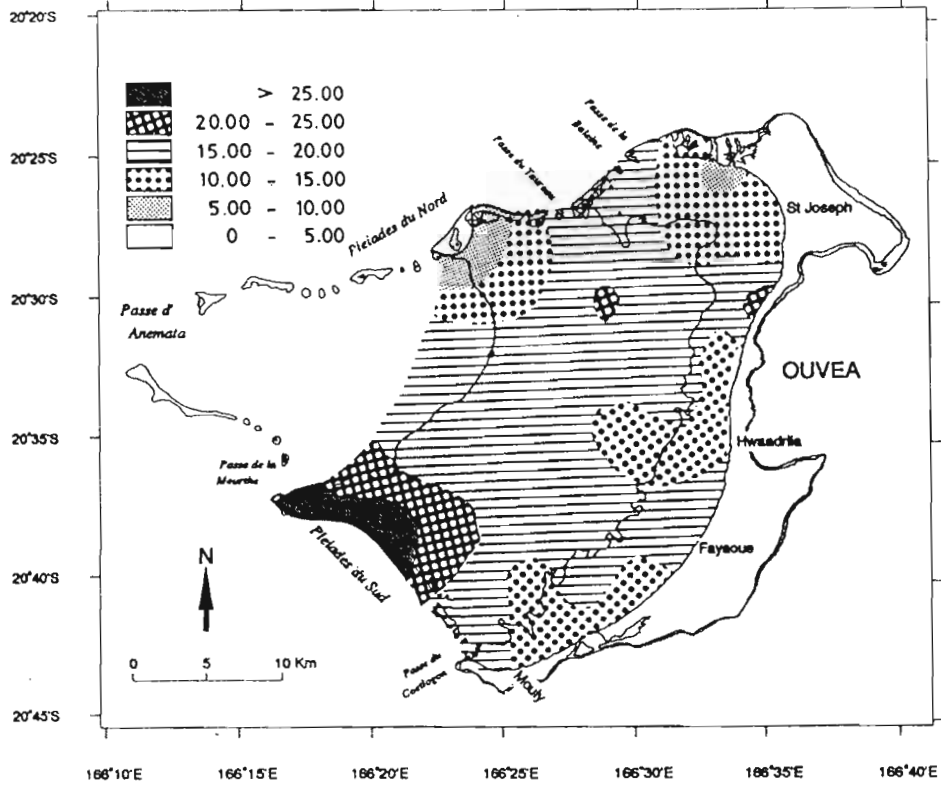 20°20'S
20°25'S
20°30'S
20°35'S
20°40'S
20°45'S
> 25.00
20.00 - 25.00
15.00 - 20.00
10.00 - 15.00
5.00 - 10.00
0 - 5.00
Passe de la
Baleine
Passe du Taureau
Pleiades du Nord
St Joseph
Passe d'
Anemata
OUVEA
Hwaadrila
Passe de la
Meurthe
Fayaoue
Pleiades du Sud
N
0 5 10 Km
Passe du
Mouly
166°10'E 166°15'E 166°20'E 166°25'E 166°30'E 166°35'E 166°40'E